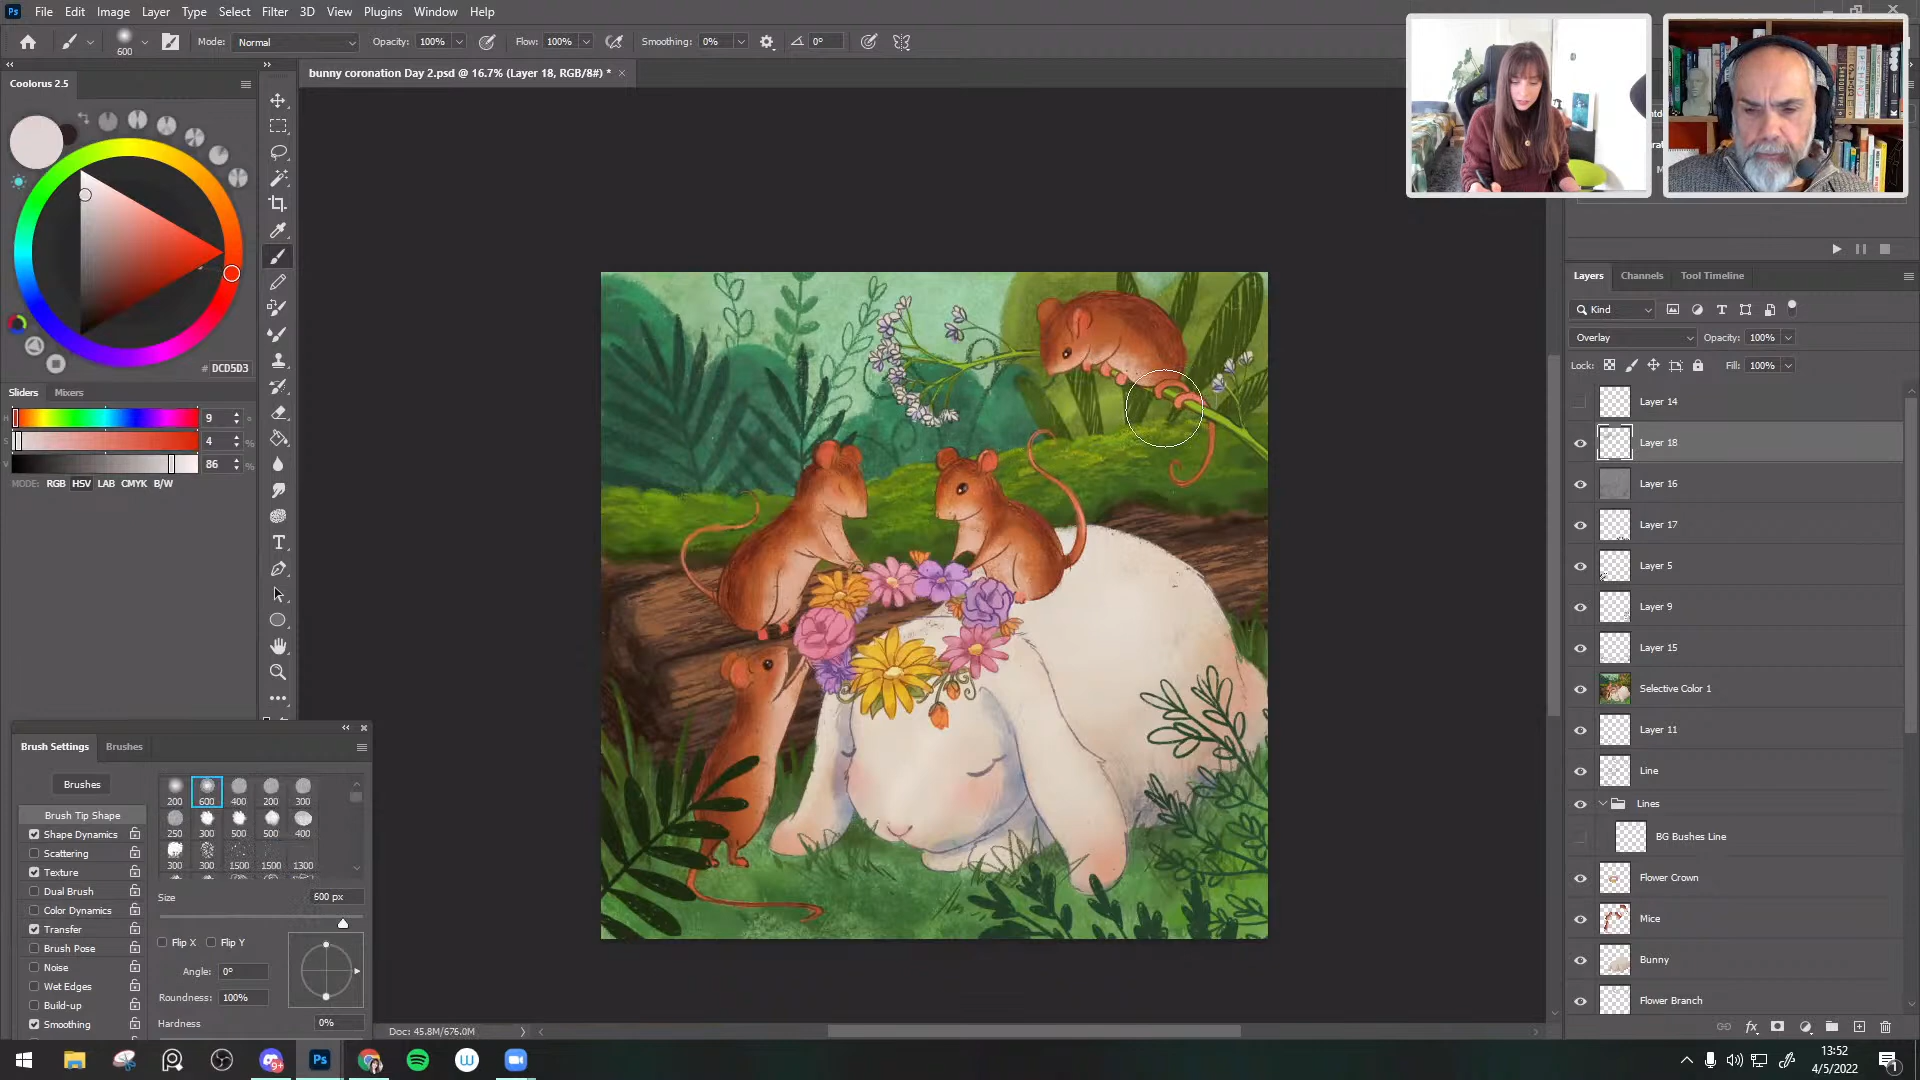 Ps File Edit Image Layer Type Select Filter 3D View Plugins Window Help
600 Mode: Normal Opacity: 100% Flow: 100% Smoothing: 0% 0°
bunny coronation Day 2.psd @ 16.7% (Layer 18, RGB/8#) *
Coolorus 2.5
# DCD5D3
Sliders Mixers
H 9 °
S 4 %
V 86 %
MODE: RGB HSV LAB CMYK B/W
Brush Settings Brushes
Brushes
Brush Tip Shape
Shape Dynamics
Scattering
Texture
Dual Brush
Color Dynamics
Transfer
Brush Pose
Noise
Wet Edges
Build-up
Smoothing
200 600 400 200 300
250 300 500 500 400
300 300 1500 1500 1300
Size 600 px
Flip X Flip Y
Angle: 0°
Roundness: 100%
Hardness 0%
Doc: 45.8M/676.0M
Layers Channels Tool Timeline
Kind
Overlay Opacity: 100%
Lock: Fill: 100%
Layer 14
Layer 18
Layer 16
Layer 17
Layer 5
Layer 9
Layer 15
Selective Color 1
Layer 11
Line
Lines
BG Bushes Line
Flower Crown
Mice
Bunny
Flower Branch
fx
9+ Ps
13:52
4/5/2022
1